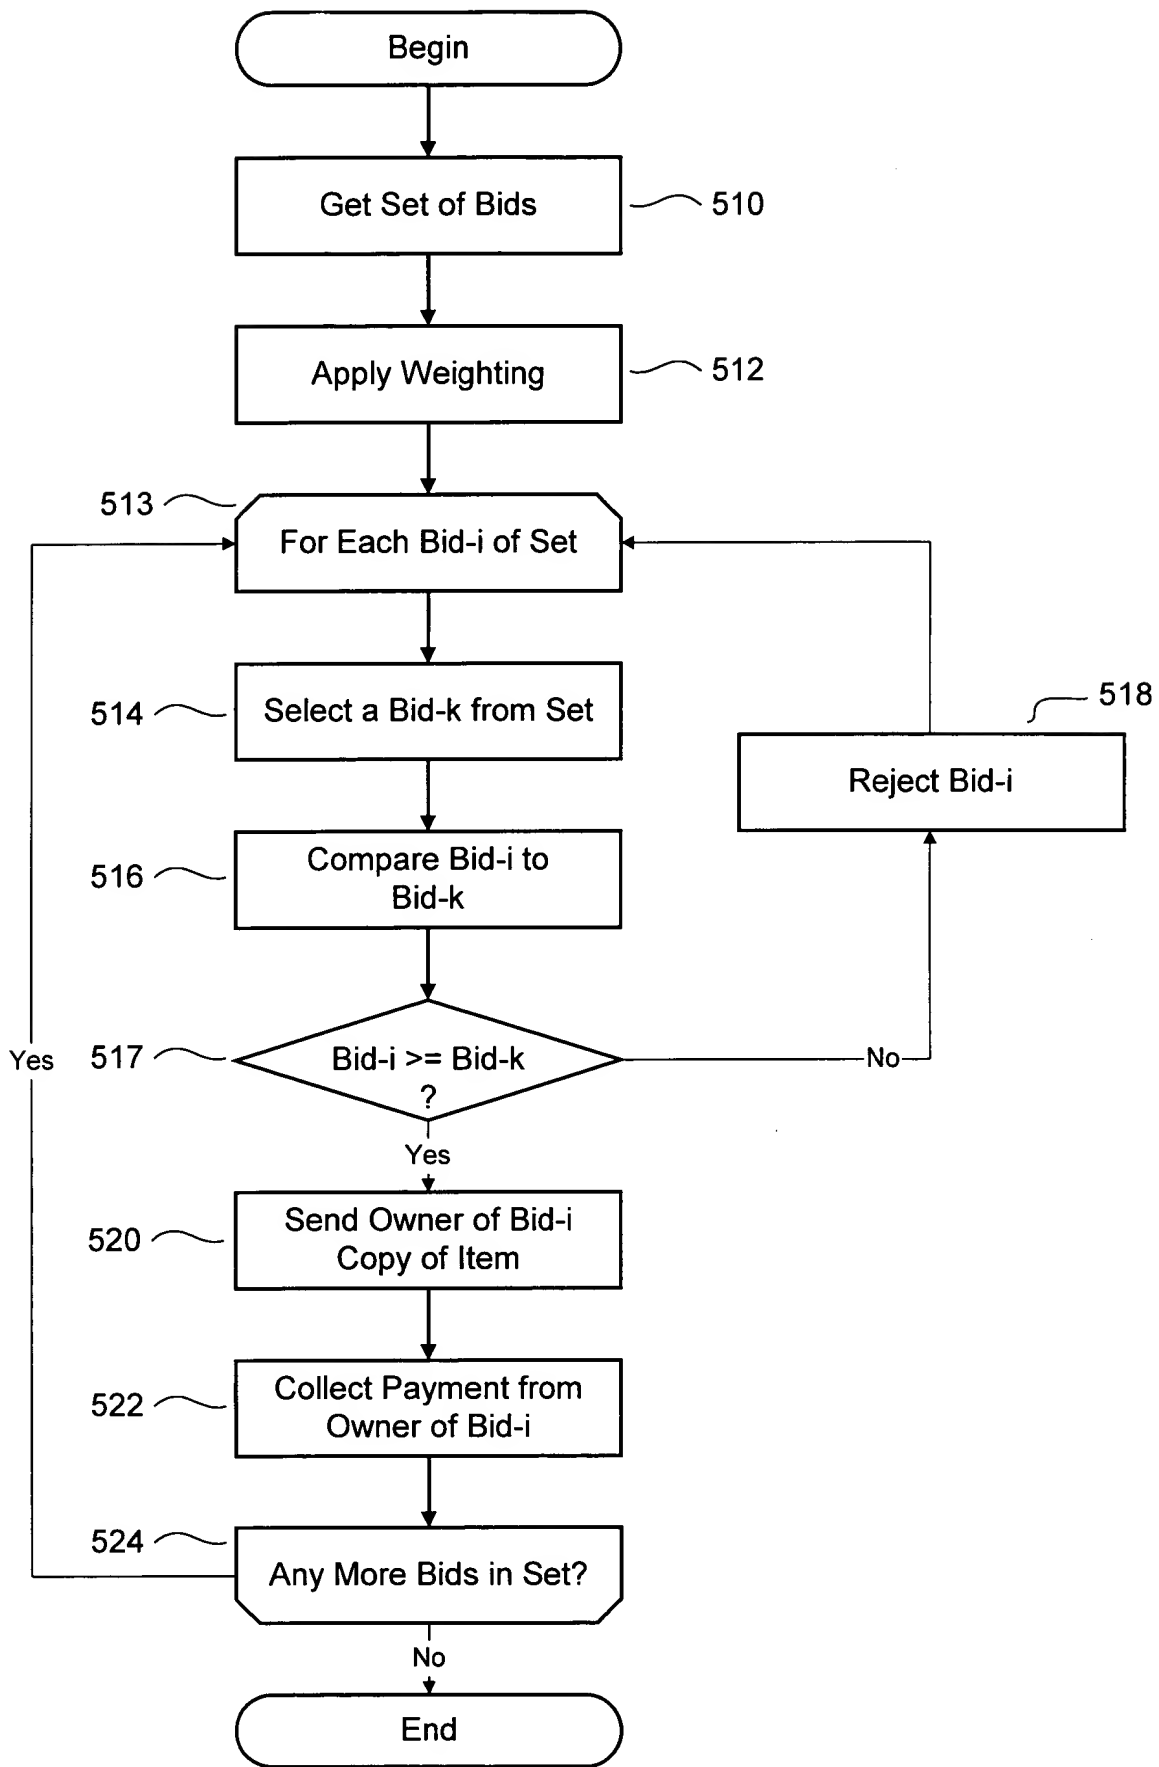 Begin
Get Set of Bids
510
Apply Weighting
512
513
For Each Bid-i of Set
514
Select a Bid-k from Set
518
Reject Bid-i
516
Compare Bid-i to
Bid-k
Yes
517
Bid-i >= Bid-k
?
No
Yes
520
Send Owner of Bid-i
Copy of Item
522
Collect Payment from
Owner of Bid-i
524
Any More Bids in Set?
No
End